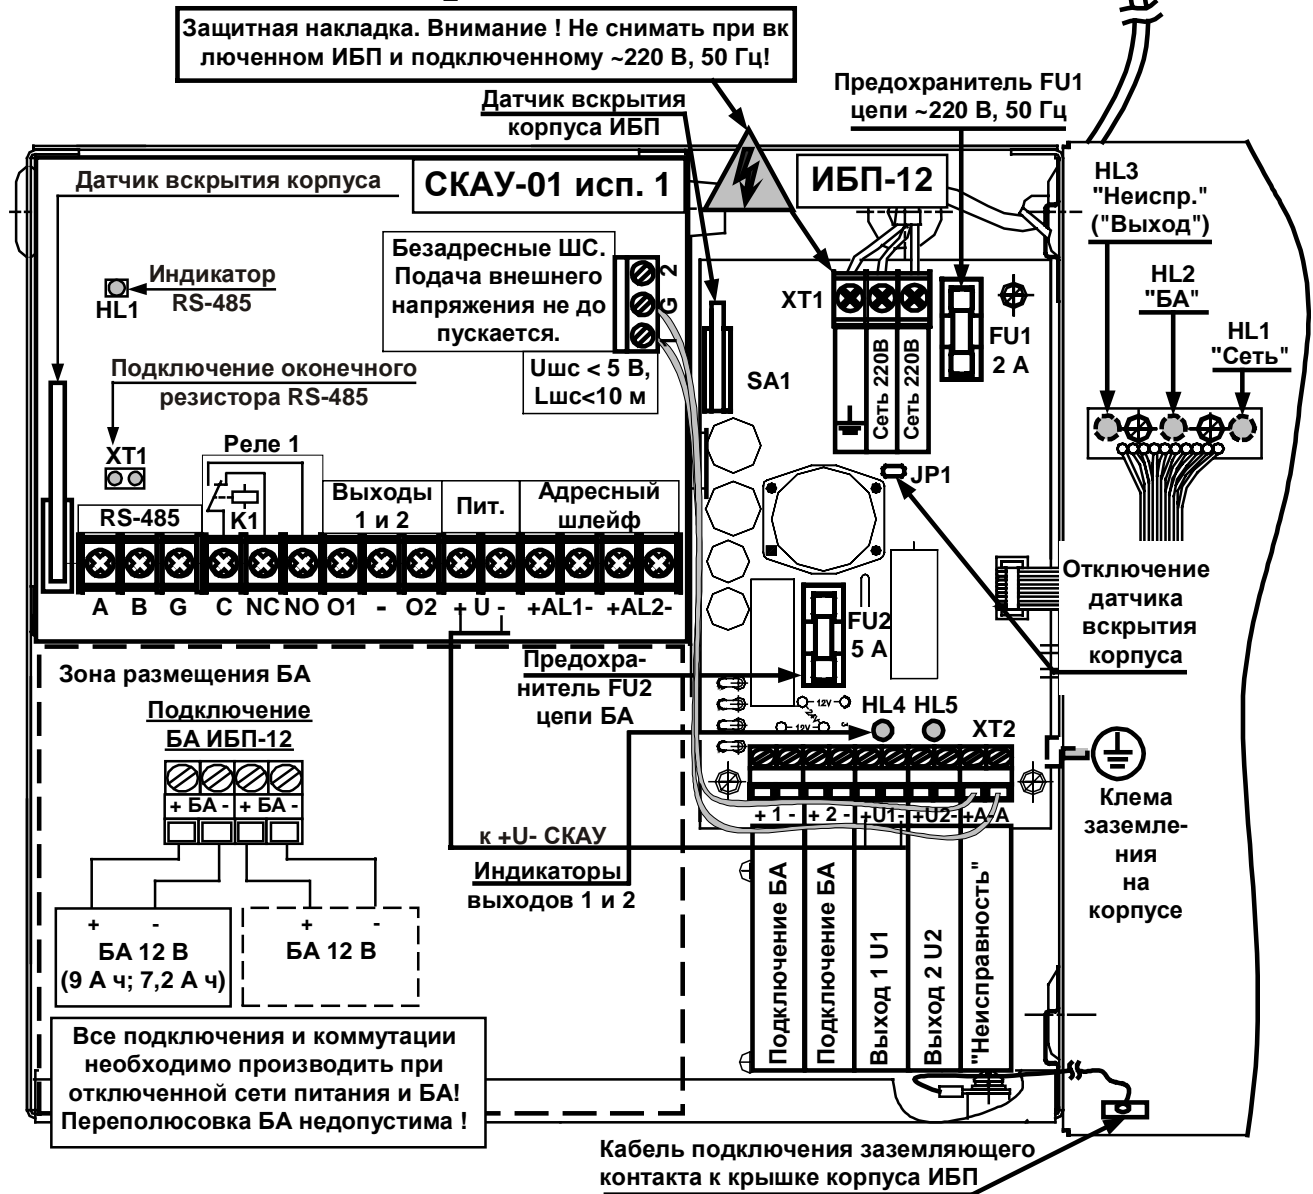 Защитная накладка. Внимание ! Не снимать при вк
люченном ИБП и подключенному ~220 В, 50 Гц!
Датчик вскрытия
корпуса ИБП
Предохранитель FU1
цепи ~220 В, 50 Гц
Датчик вскрытия корпуса
СКАУ-01 исп. 1
ИБП-12
HL3
"Неиспр."
("Выход")
HL2
"БА"
HL1
"Сеть"
Индикатор
RS-485
HL1
Безадресные ШС.
Подача внешнего
напряжения не до
пускается.
2
G
1
Uшс < 5 В,
Lшс<10 м
XT1
FU1
2 А
SA1
Сеть 220В
Сеть 220В
JP1
Подключение оконечного
резистора RS-485
XT1
Реле 1
K1
RS-485
Выходы
1 и 2
Пит.
Адресный
шлейф
A B G C NC NO O1 - O2 + U - +AL1- +AL2-
Отключение
датчика
вскрытия
корпуса
FU2
5 А
Предохра-
нитель FU2
цепи БА
12V
24V
12V
HL4 HL5
XT2
Зона размещения БА
Подключение
БА ИБП-12
+ БА - + БА -
+ -
БА 12 В
(9 А ч; 7,2 А ч)
+ -
БА 12 В
к +U- СКАУ
Индикаторы
выходов 1 и 2
+ 1 - + 2 - +U1- +U2- +A-A
Подключение БА
Подключение БА
Выход 1 U1
Выход 2 U2
"Неисправность"
Клема
заземле-
ния
на
корпусе
Все подключения и коммутации
необходимо производить при
отключенной сети питания и БА!
Переполюсовка БА недопустима !
Кабель подключения заземляющего
контакта к крышке корпуса ИБП